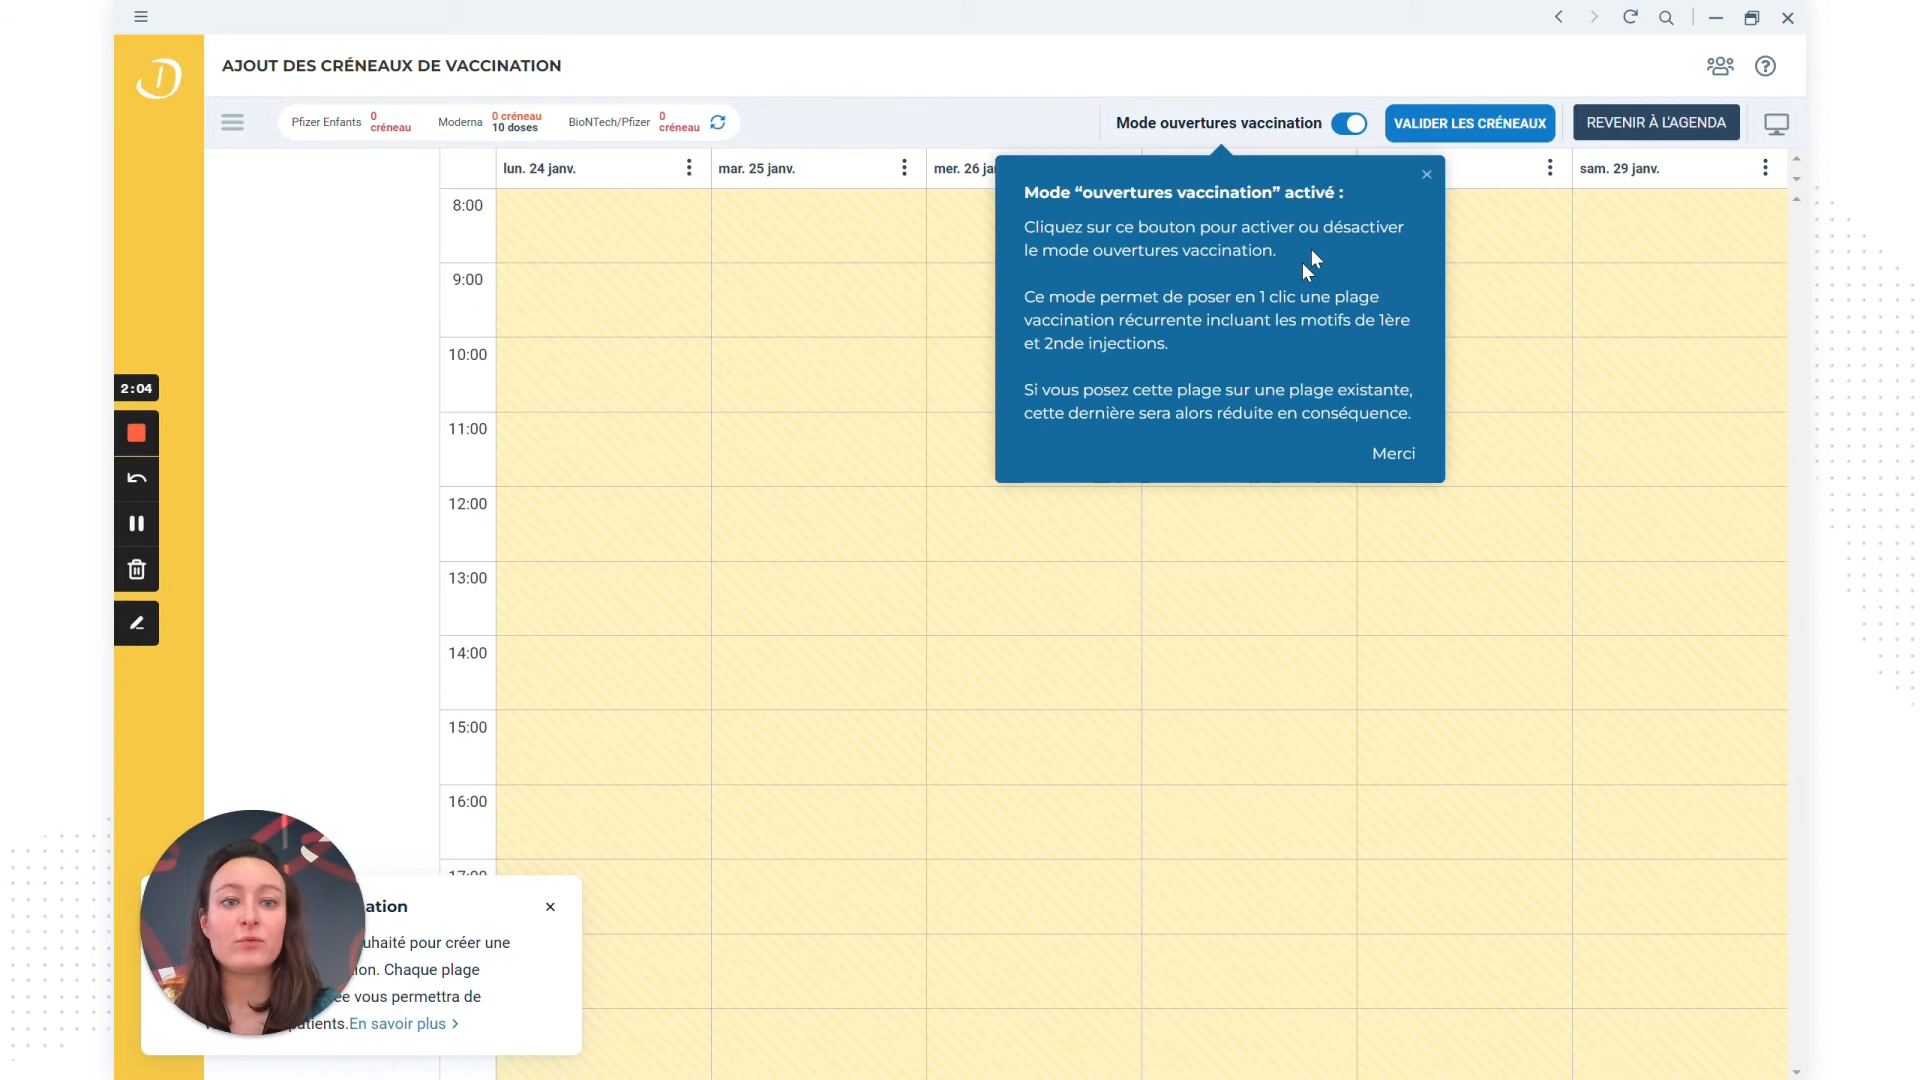 AJOUT DES CRÉNEAUX DE VACCINATION
Pfizer Enfants 0 créneau
Moderna 0 créneau 10 doses
BioNTech/Pfizer 0 créneau
Mode ouvertures vaccination
VALIDER LES CRÉNEAUX
REVENIR À L'AGENDA
lun. 24 janv.
mar. 25 janv.
mer. 26 ja
sam. 29 janv.
Mode “ouvertures vaccination” activé :
Cliquez sur ce bouton pour activer ou désactiver
le mode ouvertures vaccination.
Ce mode permet de poser en 1 clic une plage
vaccination récurrente incluant les motifs de 1ère
et 2nde injections.
Si vous posez cette plage sur une plage existante,
cette dernière sera alors réduite en conséquence.
Merci
8:00
9:00
10:00
11:00
12:00
13:00
14:00
15:00
16:00
17:00
2:04
ation
uhaité pour créer une
ion. Chaque plage
ée vous permettra de
atients.En savoir plus >